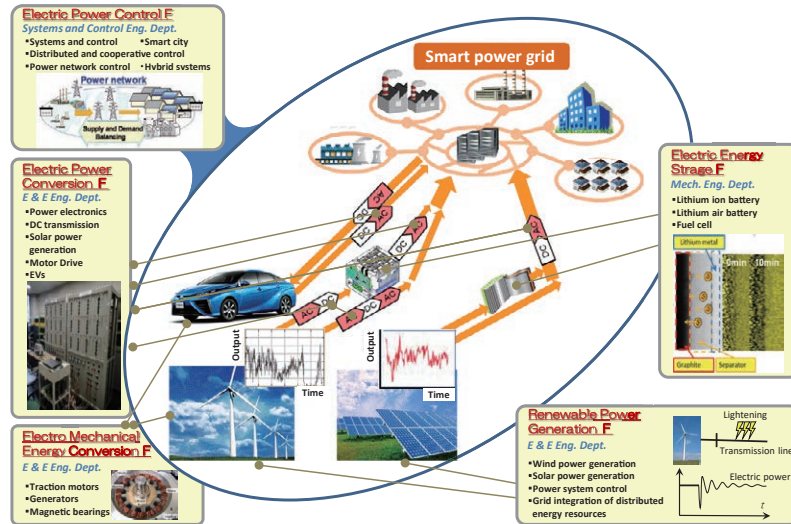 Electric Power Control F
Systems and Control Eng. Dept.
•Systems and control •Smart city
•Distributed and cooperative control
•Power network control •Hybrid systems
Power network
Supply and Demand
Balancing
Smart power grid
Electric Power
Conversion F
E & E Eng. Dept.
•Power electronics
•DC transmission
•Solar power
generation
•Motor Drive
•EVs
Electric Energy
Strage F
Mech. Eng. Dept.
•Lithium ion battery
•Lithium air battery
•Fuel cell
Lithium metal
0min 10min
Graphite Separator
DC AC
DC AC
DC AC
DC AC
AC DC
DC AC
Output
Time
Output
Time
Electro Mechanical
Energy Conversion F
E & E Eng. Dept.
•Traction motors
•Generators
•Magnetic bearings
Renewable Power
Generation F
E & E Eng. Dept.
•Wind power generation
•Solar power generation
•Power system control
•Grid integration of distributed
energy resources
Lightening
Transmission line
Electric power
t